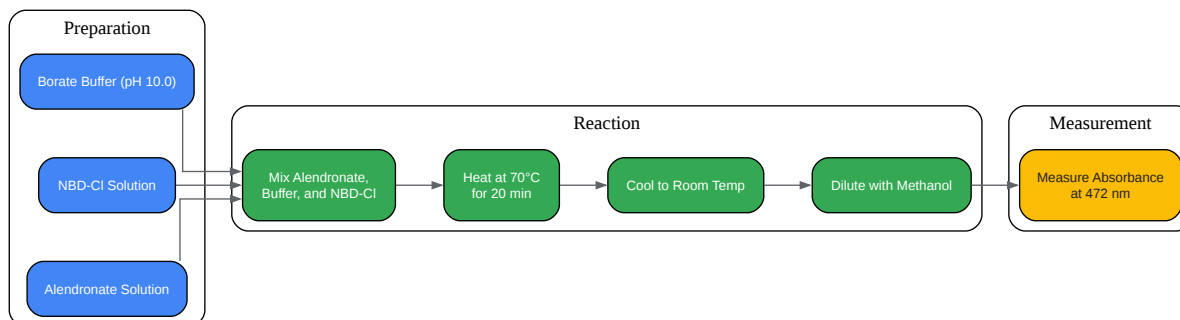 Preparation
Borate Buffer (pH 10.0)
NBD-Cl Solution
Alendronate Solution
Reaction
Mix Alendronate,
Buffer, and NBD-Cl
Heat at 70°C
for 20 min
Cool to Room Temp
Dilute with Methanol
Measurement
Measure Absorbance
at 472 nm